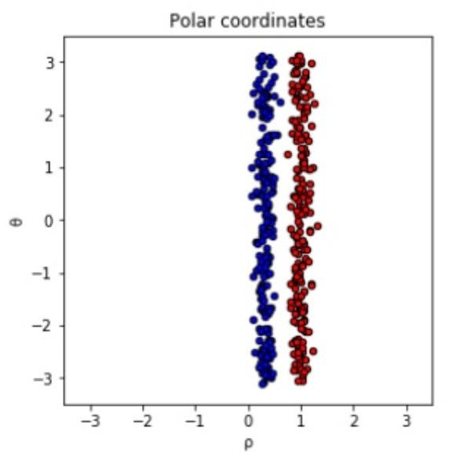 Polar coordinates
3
2
1
0
−1
−2
−3
θ
−3 −2 −1 0 1 2 3
ρ